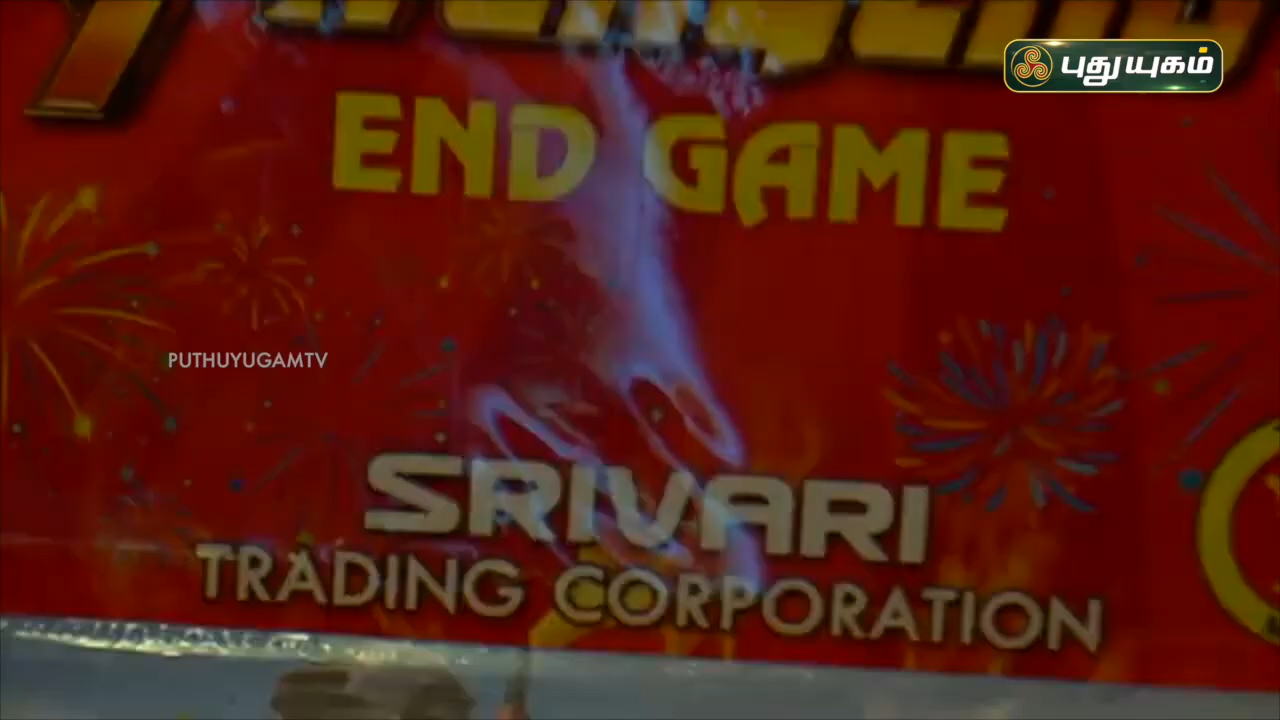 புதுயுகம்
END GAME
PUTHUYUGAMTV
SRIVARI
TRADING CORPORATION